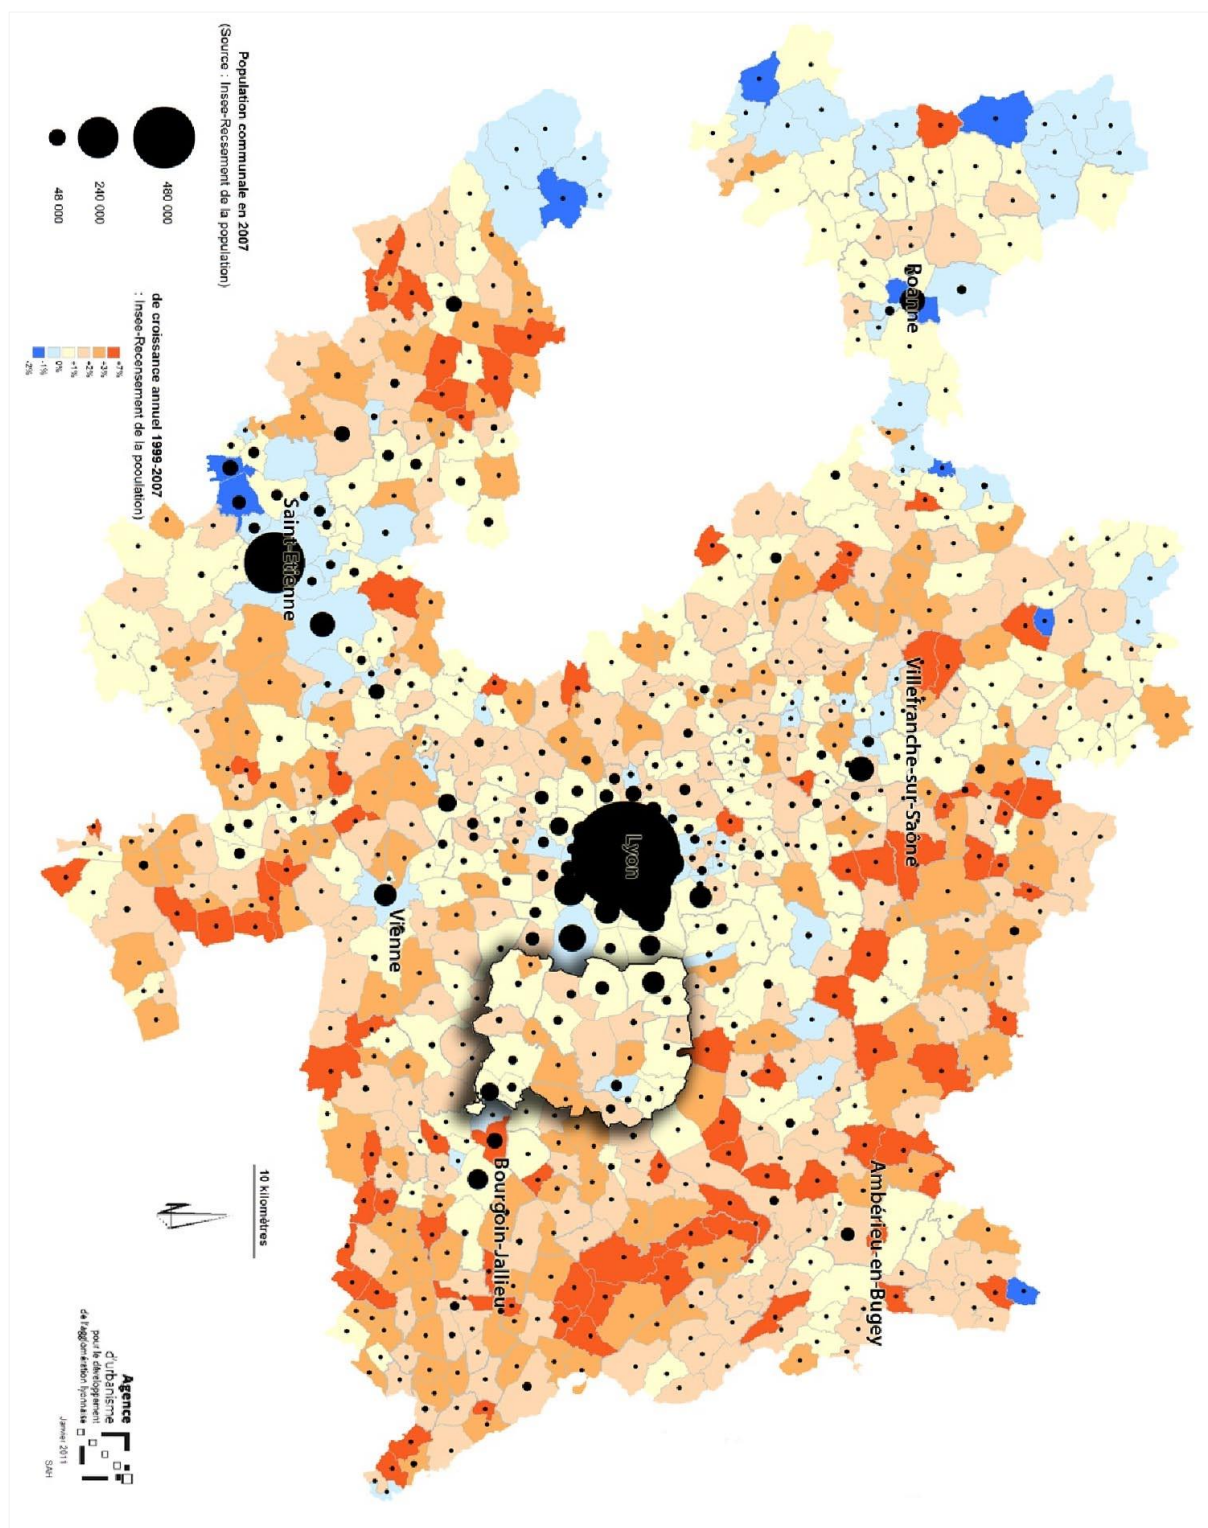 Population communale en 2007
(Source : Insee-Recsement de la population)
480 000
240 000
48 000
de croissance annuel 1999-2007
: Insee-Recensement de la population)
+7%
+3%
+2%
+1%
0%
-1%
-2%
Roanne
Saint-Etienne
Villefranche-sur-Saône
Lyon
Vienne
Bourgoin-Jallieu
Ambérieu-en-Bugey
10 kilomètres
N
Agence
d'urbanisme
pour le développement
de l'agglomération lyonnaise
Janvier 2011
SAH